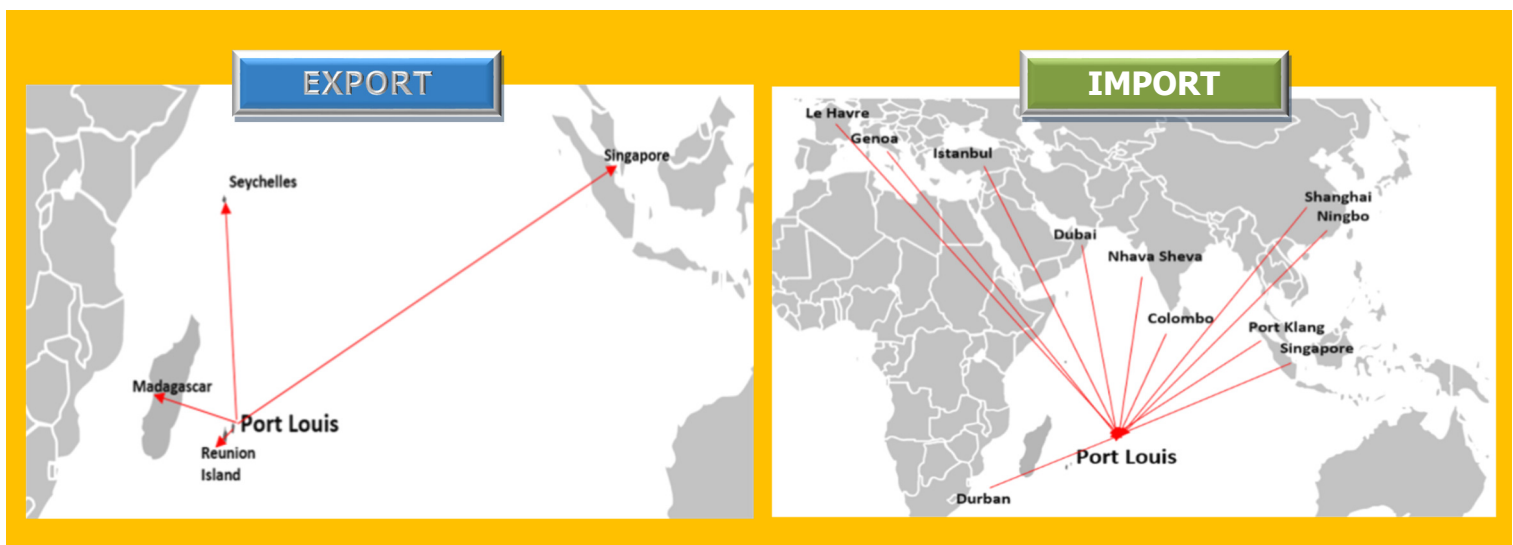 EXPORT
Singapore
Seychelles
Madagascar
Port Louis
Reunion
Island
IMPORT
Le Havre
Genoa
Istanbul
Shanghai
Ningbo
Dubai
Nhava Sheva
Colombo
Port Klang
Singapore
Port Louis
Durban